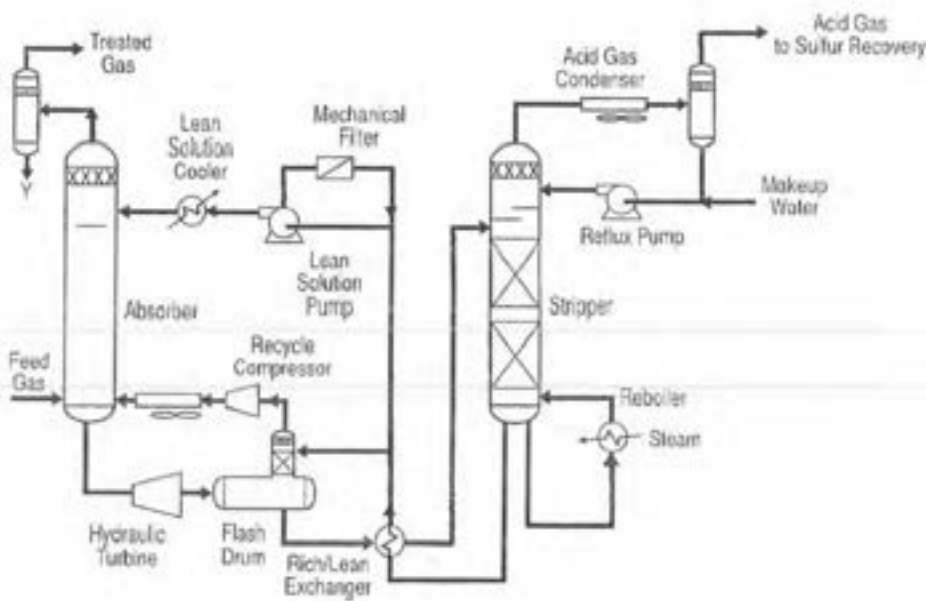 Treated
Gas
Lean
Solution
Cooler
Mechanical
Filter
Acid Gas
Condenser
Acid Gas
to Sulfur Recovery
Makeup
Water
Reflux Pump
Lean
Solution
Pump
Absorber
Stripper
Feed
Gas
Recycle
Compressor
Reboiler
Steam
Hydraulic
Turbine
Flash
Drum
Rich/Lean
Exchanger